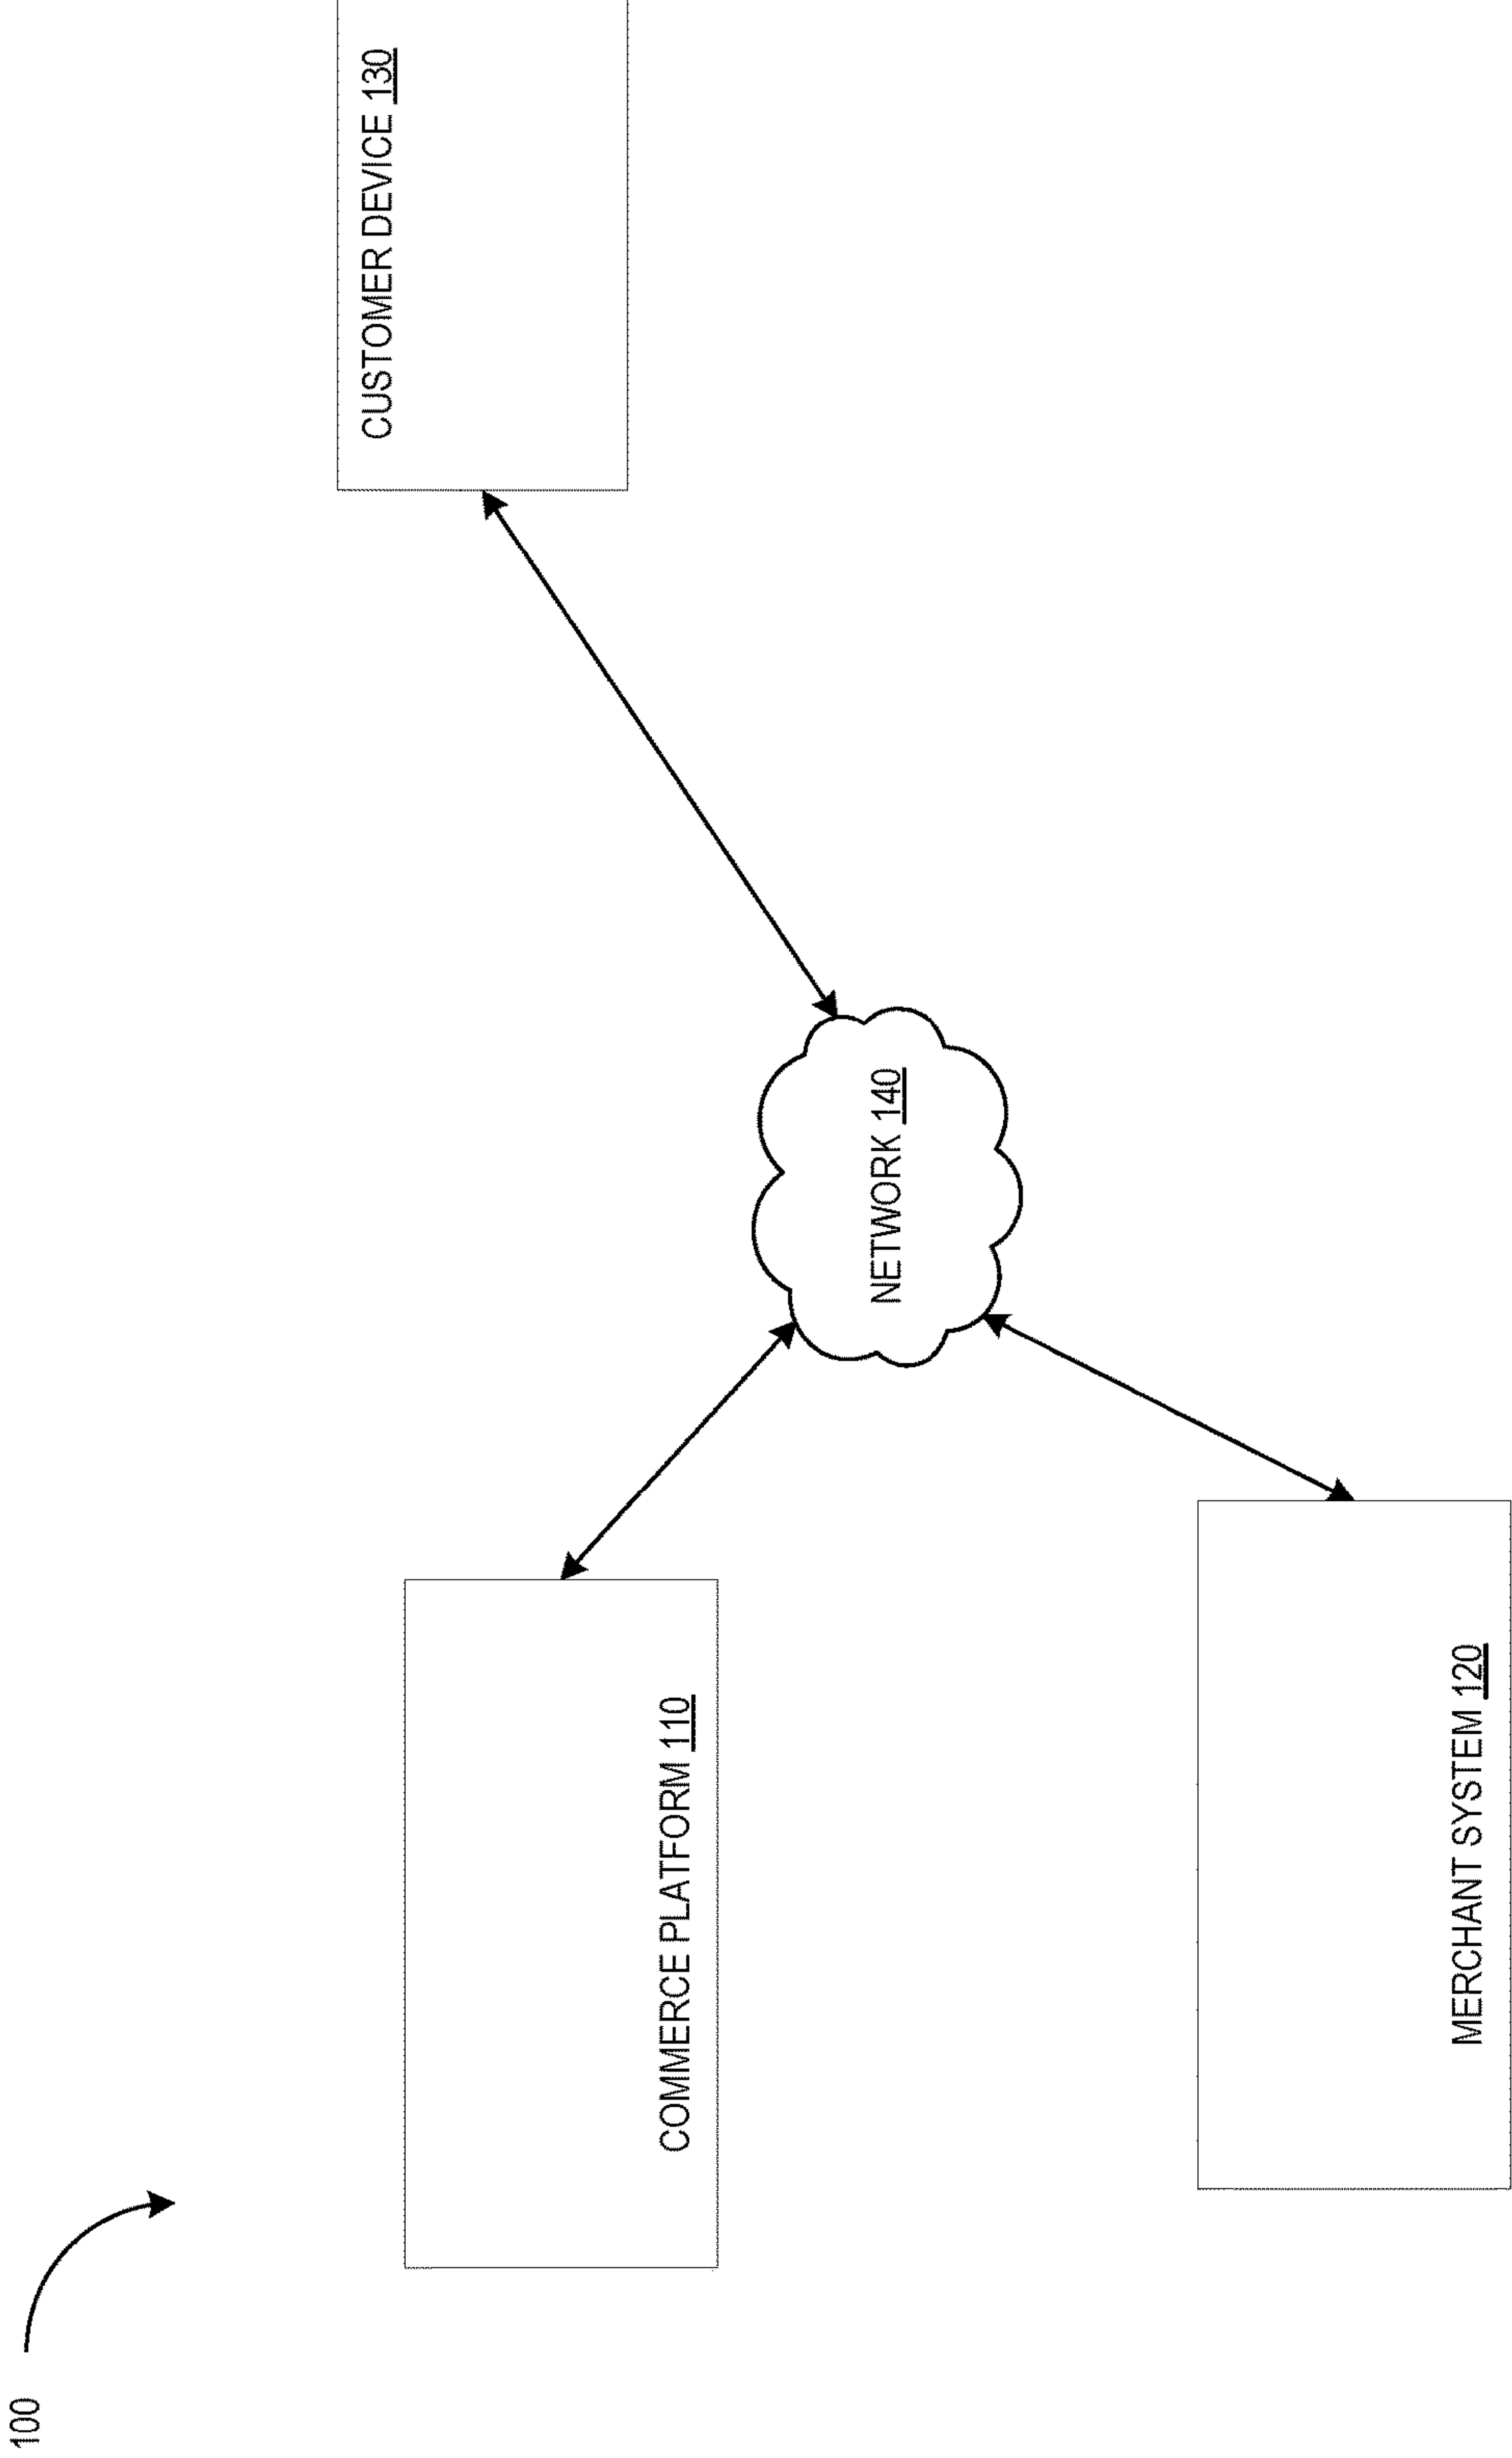 100
COMMERCE PLATFORM 110
MERCHANT SYSTEM 120
NETWORK 140
CUSTOMER DEVICE 130